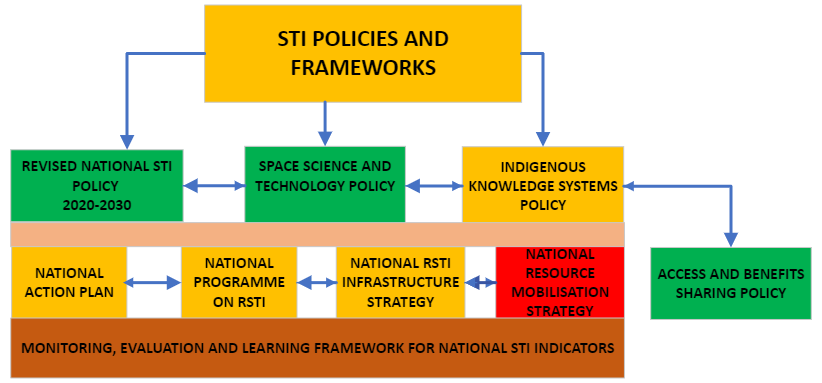 STI POLICIES AND
FRAMEWORKS
REVISED NATIONAL STI
POLICY
2020-2030
SPACE SCIENCE AND
TECHNOLOGY POLICY
INDIGENOUS
KNOWLEDGE SYSTEMS
POLICY
NATIONAL
ACTION PLAN
NATIONAL
PROGRAMME
ON RSTI
NATIONAL RSTI
INFRASTRUCTURE
STRATEGY
NATIONAL
RESOURCE
MOBILISATION
STRATEGY
ACCESS AND BENEFITS
SHARING POLICY
MONITORING, EVALUATION AND LEARNING FRAMEWORK FOR NATIONAL STI INDICATORS